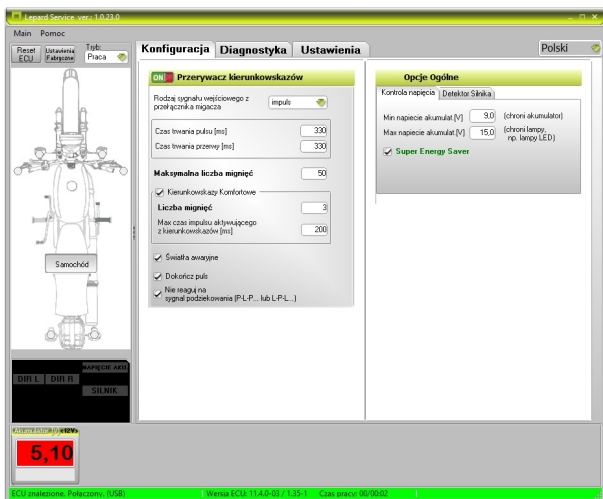 Lepard Service ver.: 1.0.23.0
Main Pomoc
Reset ECU
Ustawienia Fabryczne
Tryb:
Praca
Konfiguracja Diagnostyka Ustawienia
Polski
ON Przerywacz kierunkowskazów
Rodzaj sygnału wejściowego z
przełącznika migacza
impuls
Czas trwania pulsu [ms] 330
Czas trwania przerwy [ms] 330
Maksymalna liczba mignięć 50
Kierunkowskazy Komfortowe
Liczba mignięć 3
Max czas impulsu aktywującego
z kierunkowskazów [ms] 200
Światła awaryjne
Dokończ puls
Nie reaguj na
sygnał podziekowania (P-L-P... lub L-P-L...)
Opcje Ogólne
Kontrola napięcia Detektor Silnika
Min napiecie akumulat.[V] 9,0 (chroni akumulator)
Max napiecie akumulat.[V] 15,0 (chroni lampy,
np. lampy LED)
Super Energy Saver
Samochód
NAPIĘCIE AKU
DIR L DIR R
SILNIK
Akumulator [V] <12V>
5,10
ECU znalezione. Połączony. (USB) Wersja ECU: 11.4.0-03 / 1.35-1 Czas pracy: 00/00:02